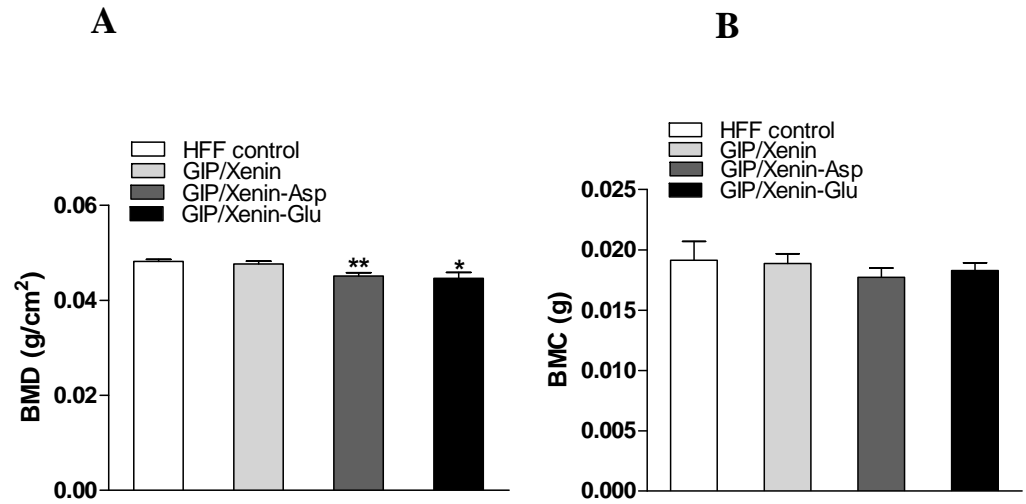 A
HFF control
GIP/Xenin
GIP/Xenin-Asp
GIP/Xenin-Glu
0.06
0.04
0.02
0.00
BMD (g/cm²)
**
*
B
HFF control
GIP/Xenin
GIP/Xenin-Asp
GIP/Xenin-Glu
0.025
0.020
0.015
0.010
0.005
0.000
BMC (g)